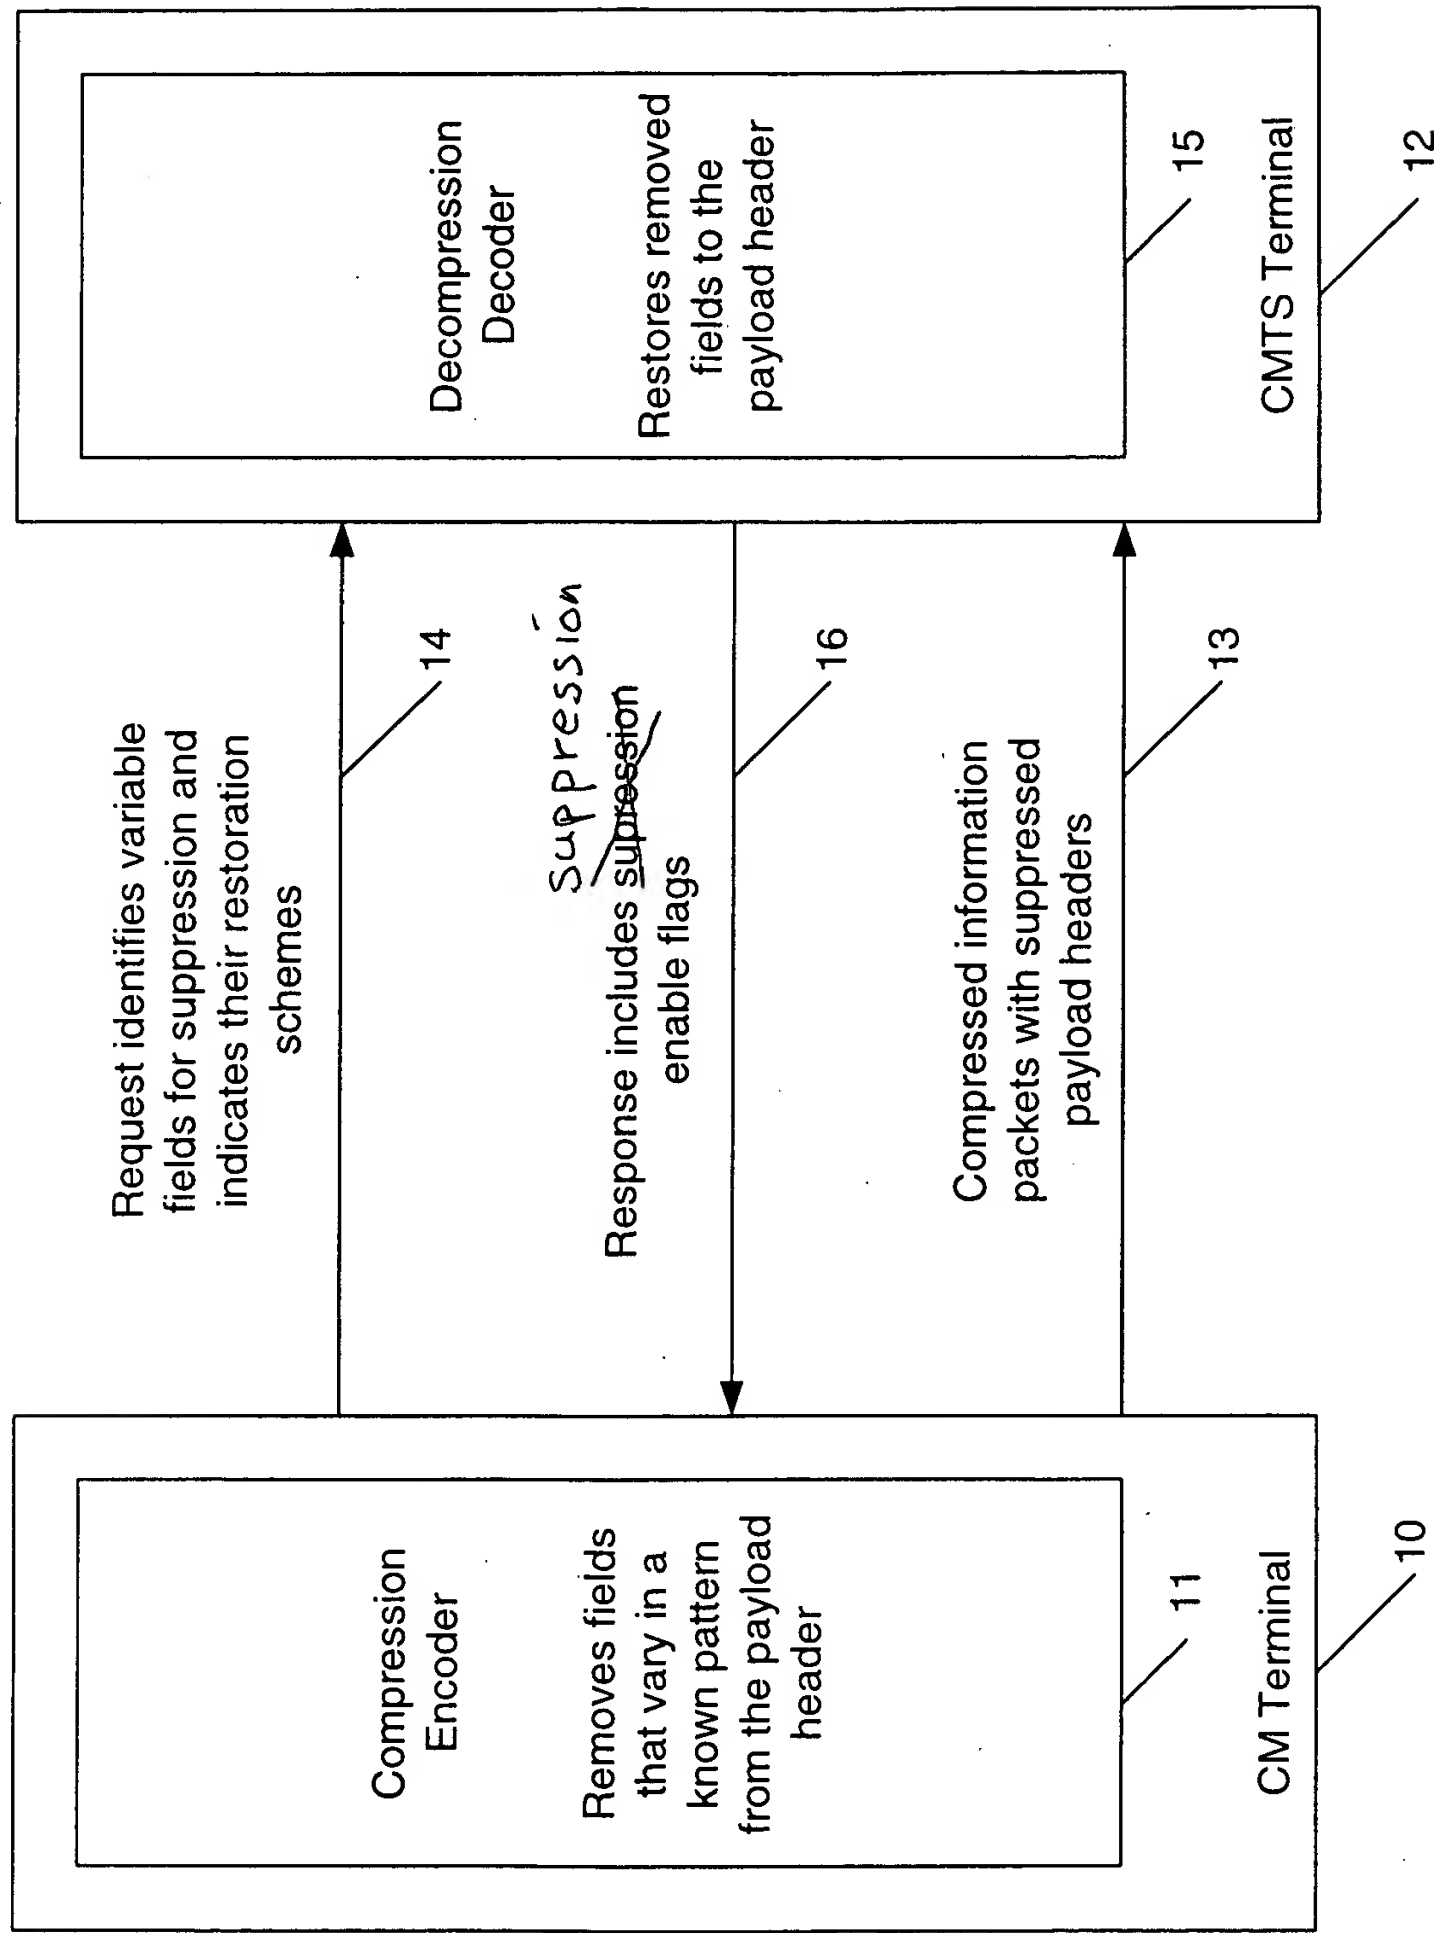 Compression
Encoder
Removes fields
that vary in a
known pattern
from the payload
header
11
CM Terminal
10
Request identifies variable
fields for suppression and
indicates their restoration
schemes
14
Suppression
Response includes supression
enable flags
16
Compressed information
packets with suppressed
payload headers
13
Decompression
Decoder
Restores removed
fields to the
payload header
15
CMTS Terminal
12